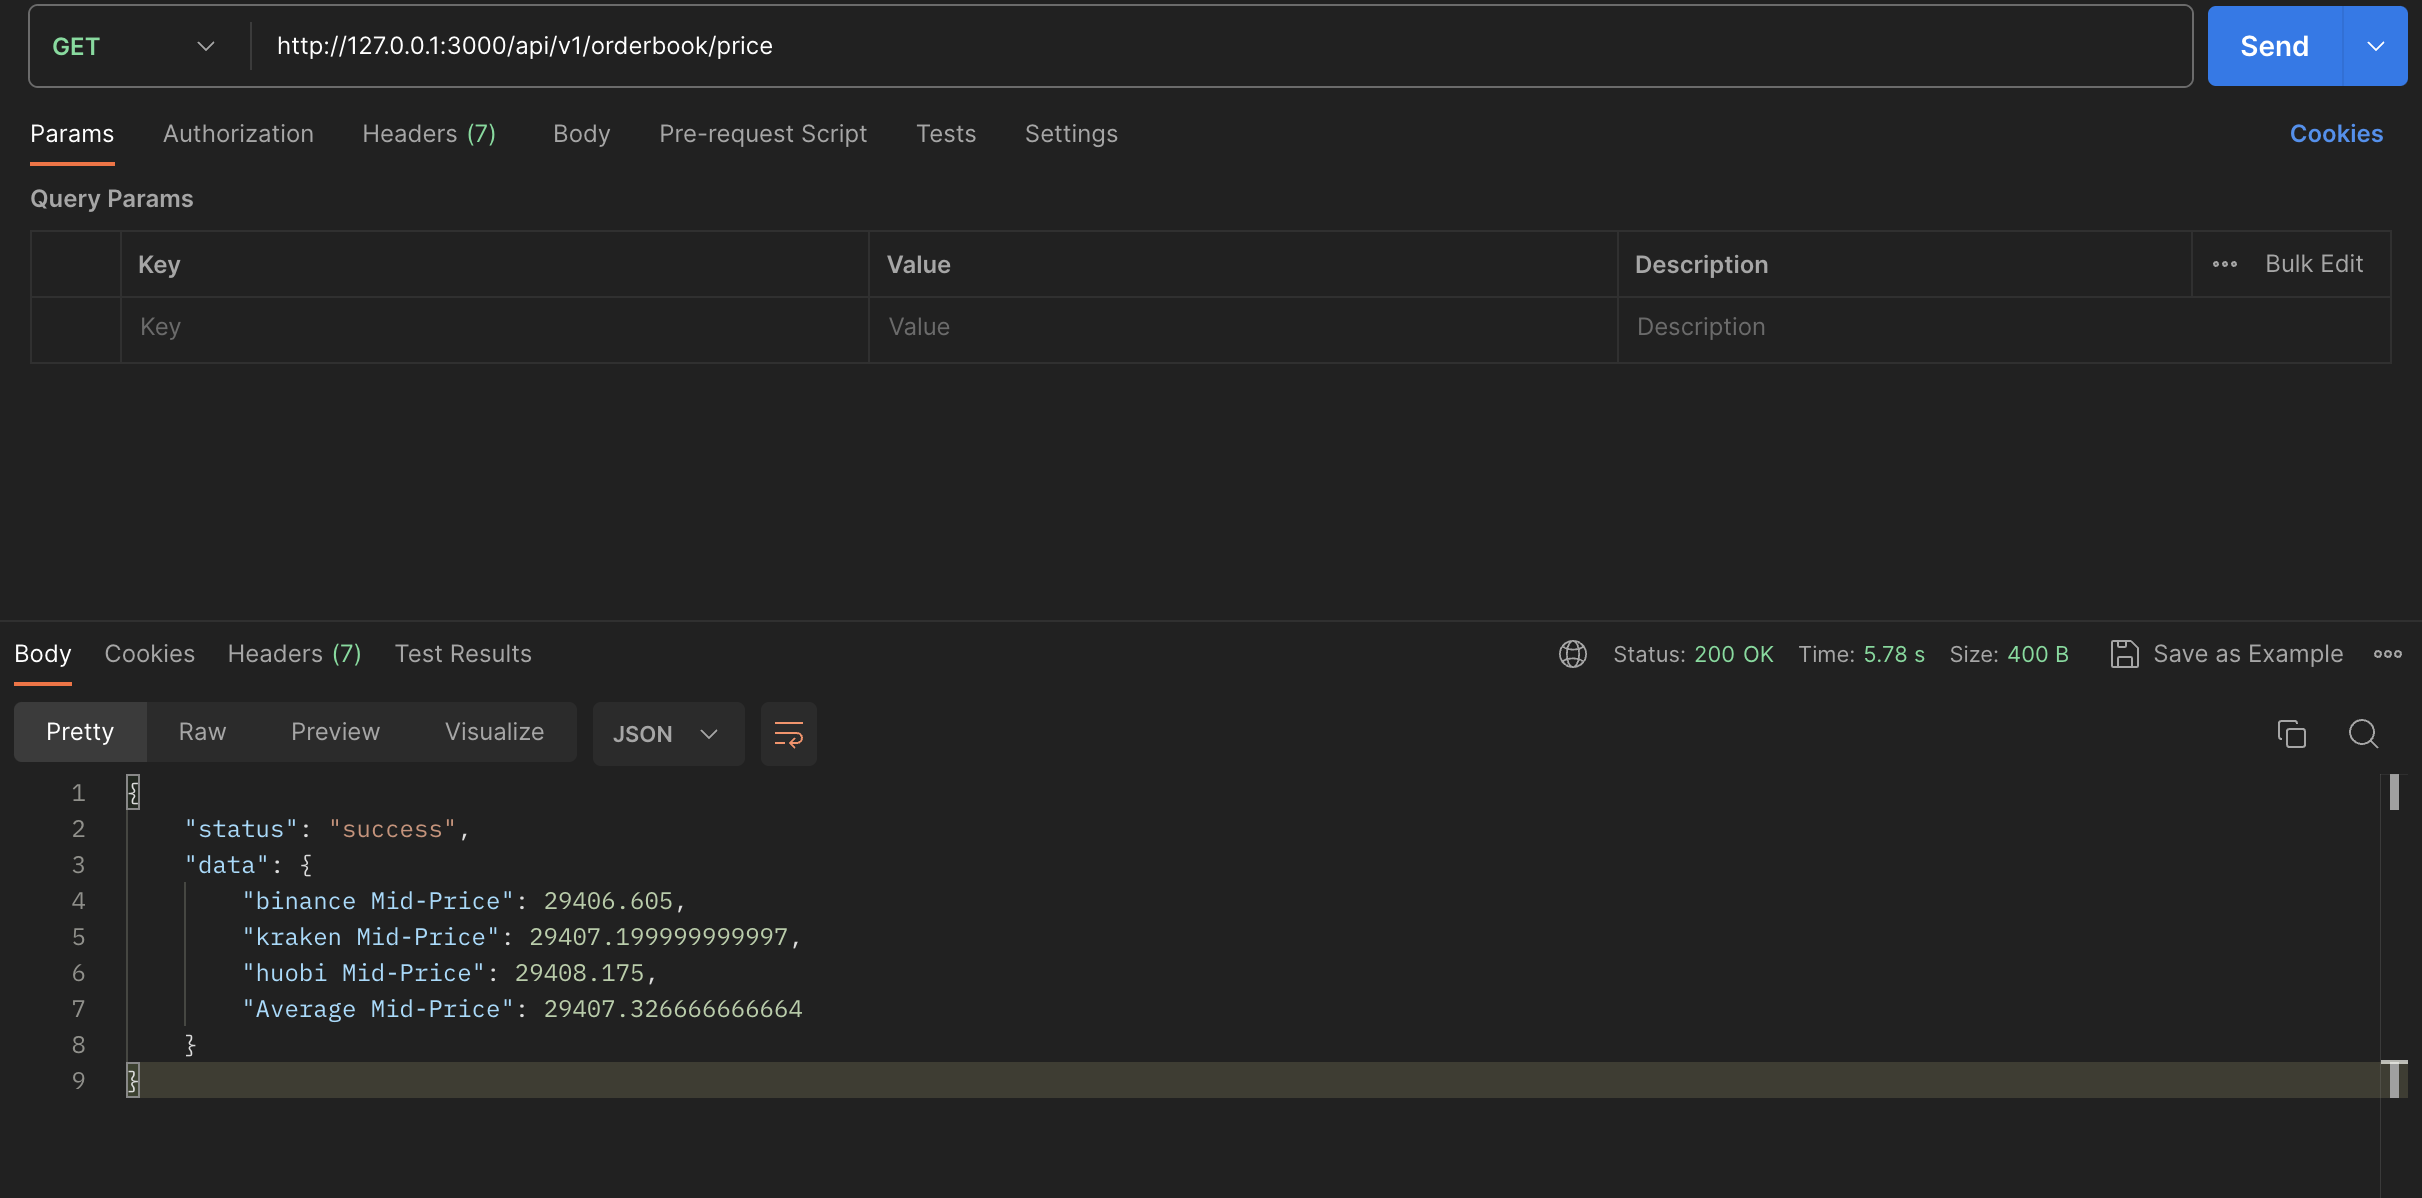 GET http://127.0.0.1:3000/api/v1/orderbook/price Send
Params Authorization Headers (7) Body Pre-request Script Tests Settings Cookies
Query Params
Key Value Description Bulk Edit
Key Value Description
Body Cookies Headers (7) Test Results Status: 200 OK Time: 5.78 s Size: 400 B Save as Example
Pretty Raw Preview Visualize JSON
1 {
2 "status": "success",
3 "data": {
4 "binance Mid-Price": 29406.605,
5 "kraken Mid-Price": 29407.199999999997,
6 "huobi Mid-Price": 29408.175,
7 "Average Mid-Price": 29407.326666666664
8 }
9 }